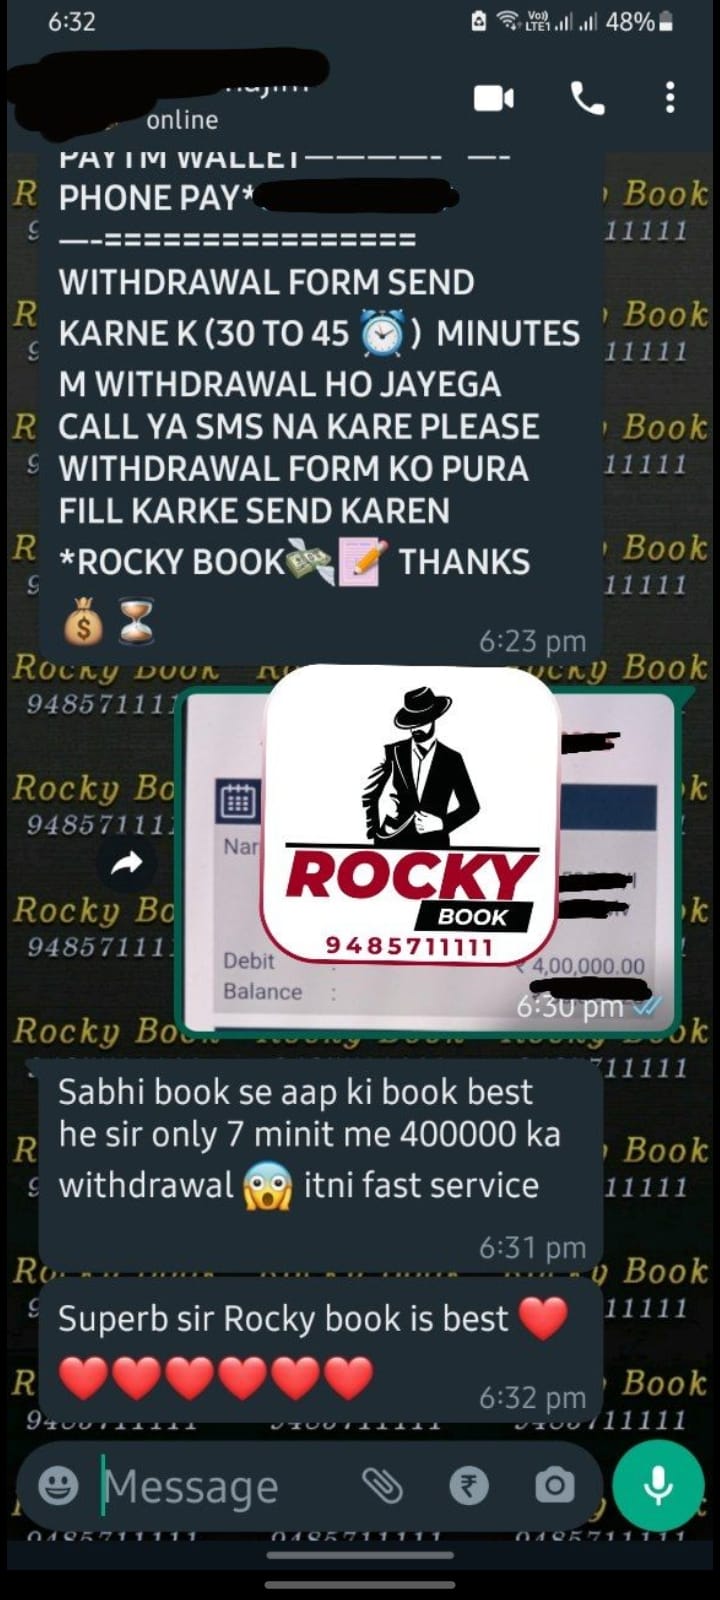 6:32
Vo))
LTE1
48%
online
PAYTM WALLET————- —-
PHONE PAY*
—-================
WITHDRAWAL FORM SEND
KARNE K (30 TO 45 ⏰) MINUTES
M WITHDRAWAL HO JAYEGA
CALL YA SMS NA KARE PLEASE
WITHDRAWAL FORM KO PURA
FILL KARKE SEND KAREN
*ROCKY BOOK💸📝 THANKS
💰⏳
6:23 pm
ROCKY
BOOK
9485711111
Debit :
₹ 4,00,000.00
Balance :
6:30 pm
Sabhi book se aap ki book best
he sir only 7 minit me 400000 ka
withdrawal 😱 itni fast service
6:31 pm
Superb sir Rocky book is best ❤️
❤️❤️❤️❤️❤️❤️
6:32 pm
Message
Rocky Book
9485711111